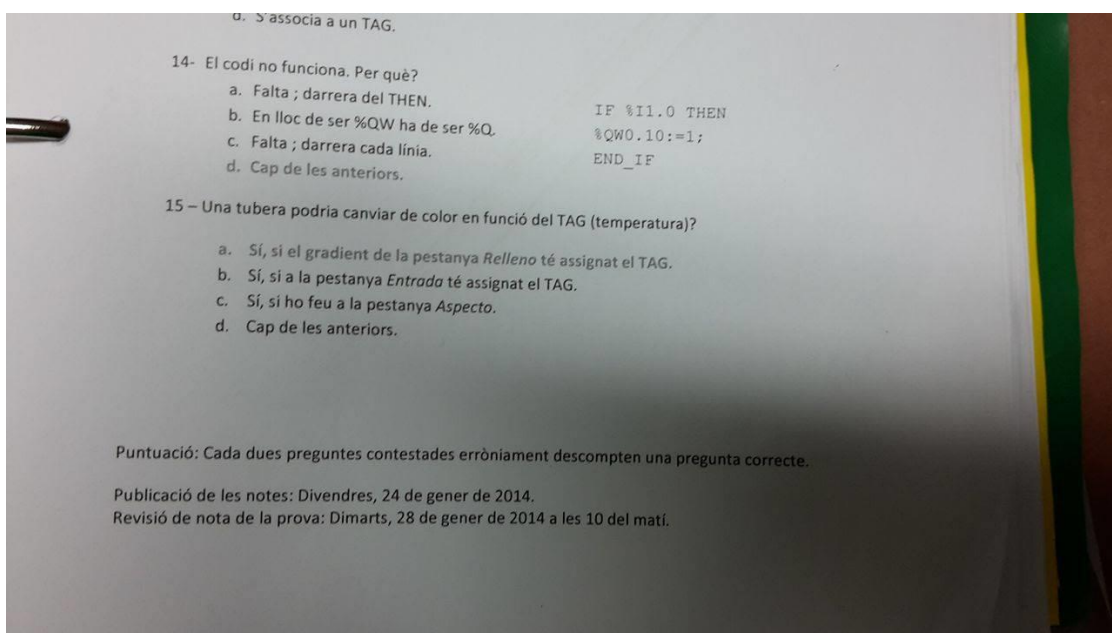 d. S'associa a un TAG.
14- El codi no funciona. Per què?
a. Falta ; darrera del THEN.
b. En lloc de ser %QW ha de ser %Q.
c. Falta ; darrera cada línia.
d. Cap de les anteriors.
IF %I1.0 THEN
%QW0.10:=1;
END_IF
15 – Una tubera podria canviar de color en funció del TAG (temperatura)?
a. Sí, si el gradient de la pestanya Relleno té assignat el TAG.
b. Sí, si a la pestanya Entrada té assignat el TAG.
c. Sí, si ho feu a la pestanya Aspecto.
d. Cap de les anteriors.
Puntuació: Cada dues preguntes contestades erròniament descompten una pregunta correcte.
Publicació de les notes: Divendres, 24 de gener de 2014.
Revisió de nota de la prova: Dimarts, 28 de gener de 2014 a les 10 del matí.